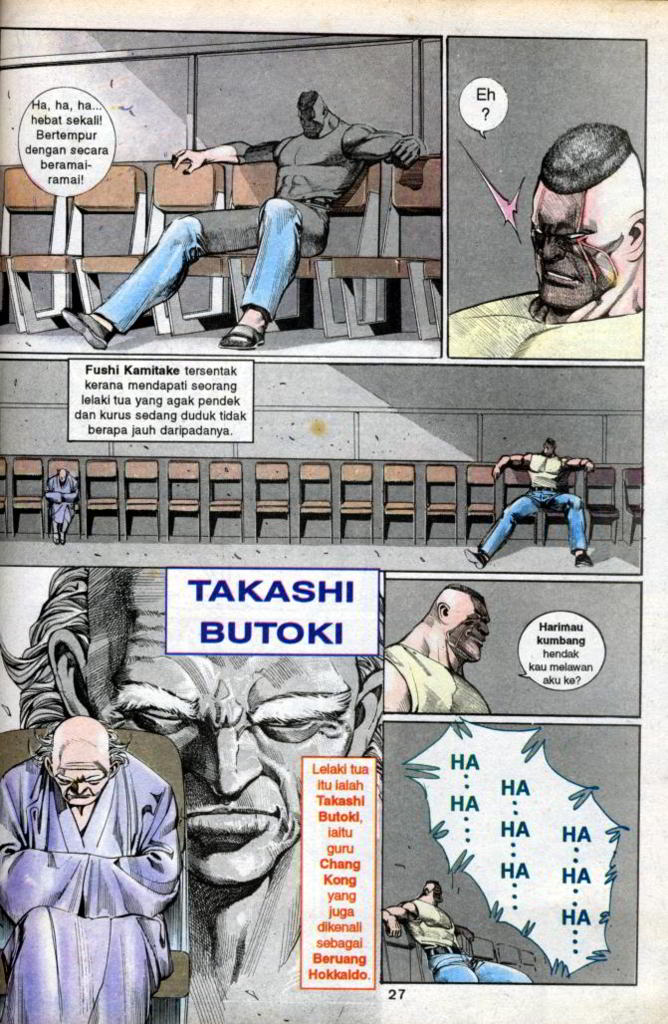 Ha, ha, ha...
hebat sekali!
Bertempur
dengan secara
beramai-
ramai!
Eh
?
Fushi Kamitake tersentak
kerana mendapati seorang
lelaki tua yang agak pendek
dan kurus sedang duduk tidak
berapa jauh daripadanya.
TAKASHI
BUTOKI
Harimau
kumbang
hendak
kau melawan
aku ke?
Lelaki tua
itu ialah
Takashi
Butoki,
iaitu
guru
Chang
Kong
yang
juga
dikenali
sebagai
Beruang
Hokkaido.
HA
HA
HA
HA
HA
HA
HA
HA
27